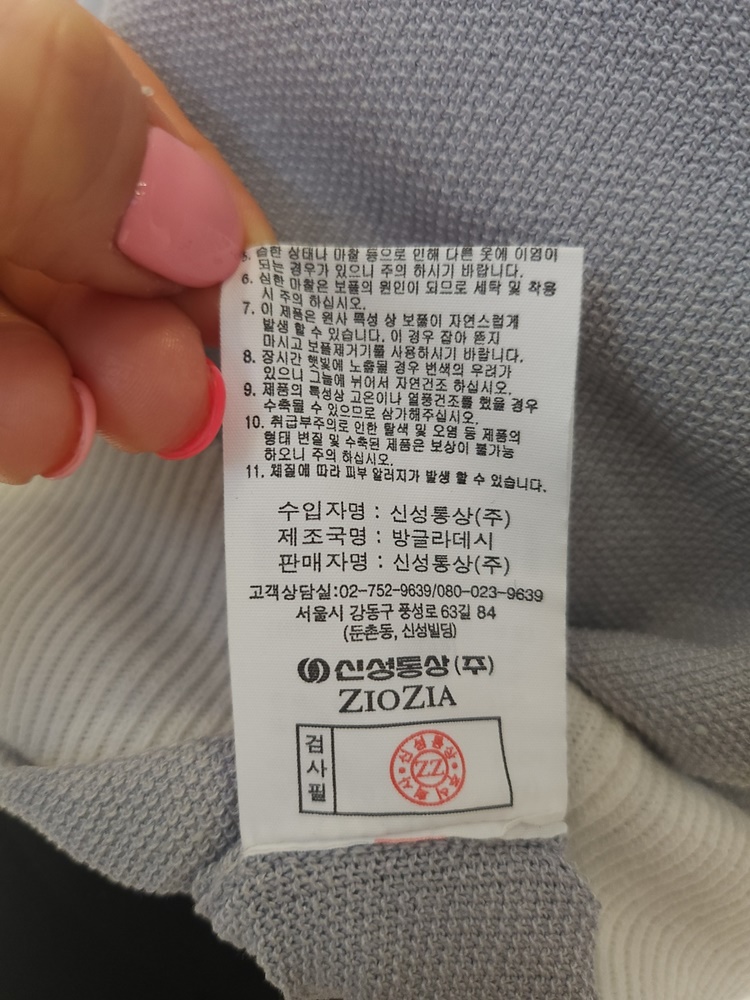 5. 습한 상태나 마찰 등으로 인해 다른 옷에 이염이
되는 경우가 있으니 주의 하시기 바랍니다.
6. 심한 마찰은 보풀의 원인이 되므로 세탁 및 착용
시 주의 하십시오.
7. 이 제품은 원사 특성 상 보풀이 자연스럽게
발생 할 수 있습니다. 이 경우 잡아 뜯지
마시고 보풀제거기를 사용하시기 바랍니다.
8. 장시간 햇빛에 노출될 경우 변색의 우려가
있으니 그늘에 뉘어서 자연건조 하십시오.
9. 제품의 특성상 고온이나 열풍건조를 했을 경우
수축될 수 있으므로 삼가해주십시오.
10. 취급부주의로 인한 탈색 및 오염 등 제품의
형태 변질 및 수축된 제품은 보상이 불가능
하오니 주의 하십시오.
11. 체질에 따라 피부 알러지가 발생 할 수 있습니다.
수입자명 : 신성통상(주)
제조국명 : 방글라데시
판매자명 : 신성통상(주)
고객상담실:02-752-9639/080-023-9639
서울시 강동구 풍성로 63길 84
(둔촌동, 신성빌딩)
신성통상(주)
ZIOZIA
검사필
신성통상
ZZ
주식회사